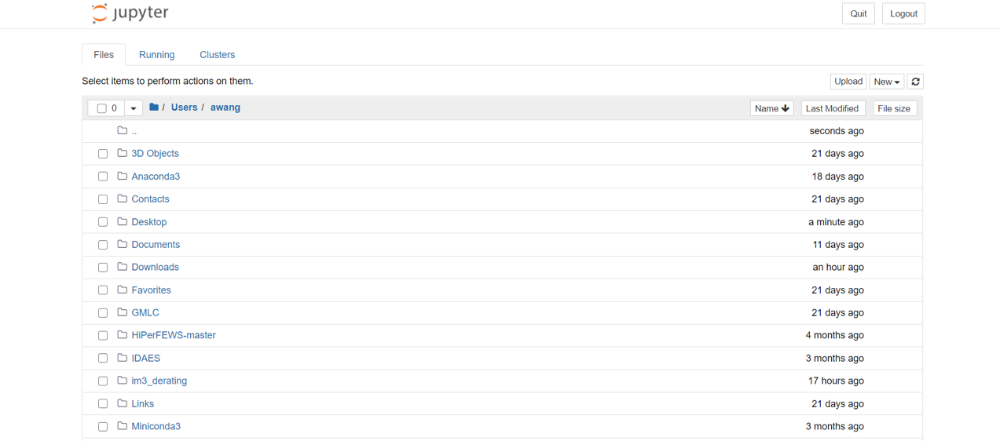 jupyter
Quit Logout
Files Running Clusters
Select items to perform actions on them.
Upload New
0 / Users / awang
Name Last Modified File size
.. seconds ago
3D Objects 21 days ago
Anaconda3 18 days ago
Contacts 21 days ago
Desktop a minute ago
Documents 11 days ago
Downloads an hour ago
Favorites 21 days ago
GMLC 21 days ago
HiPerFEWS-master 4 months ago
IDAES 3 months ago
im3_derating 17 hours ago
Links 21 days ago
Miniconda3 3 months ago